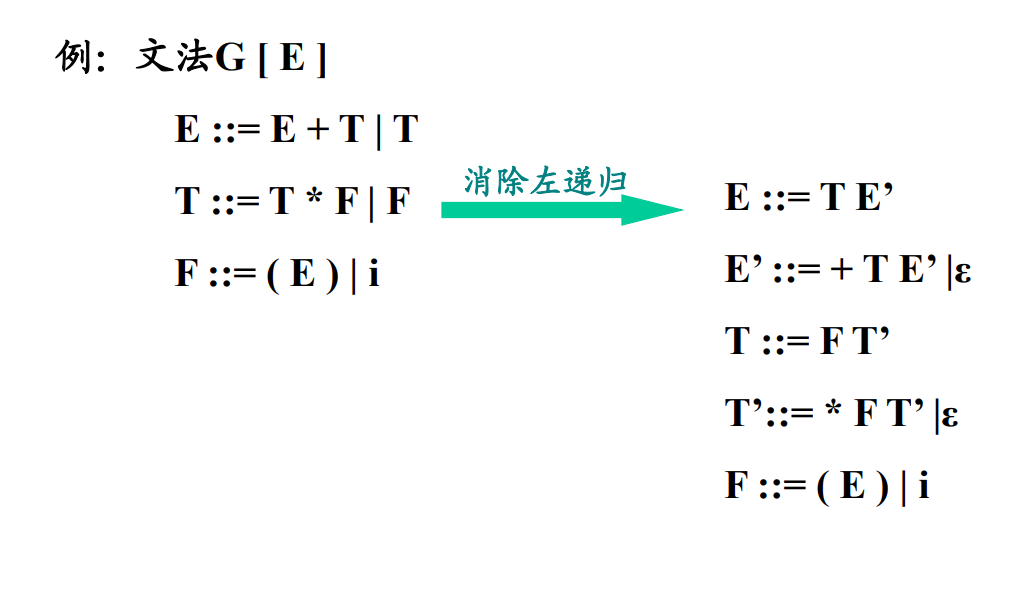 例：文法G [ E ]
E ::= E + T | T
T ::= T * F | F
F ::= ( E ) | i
消除左递归
E ::= T E’
E’ ::= + T E’ |ε
T ::= F T’
T’::= * F T’ |ε
F ::= ( E ) | i